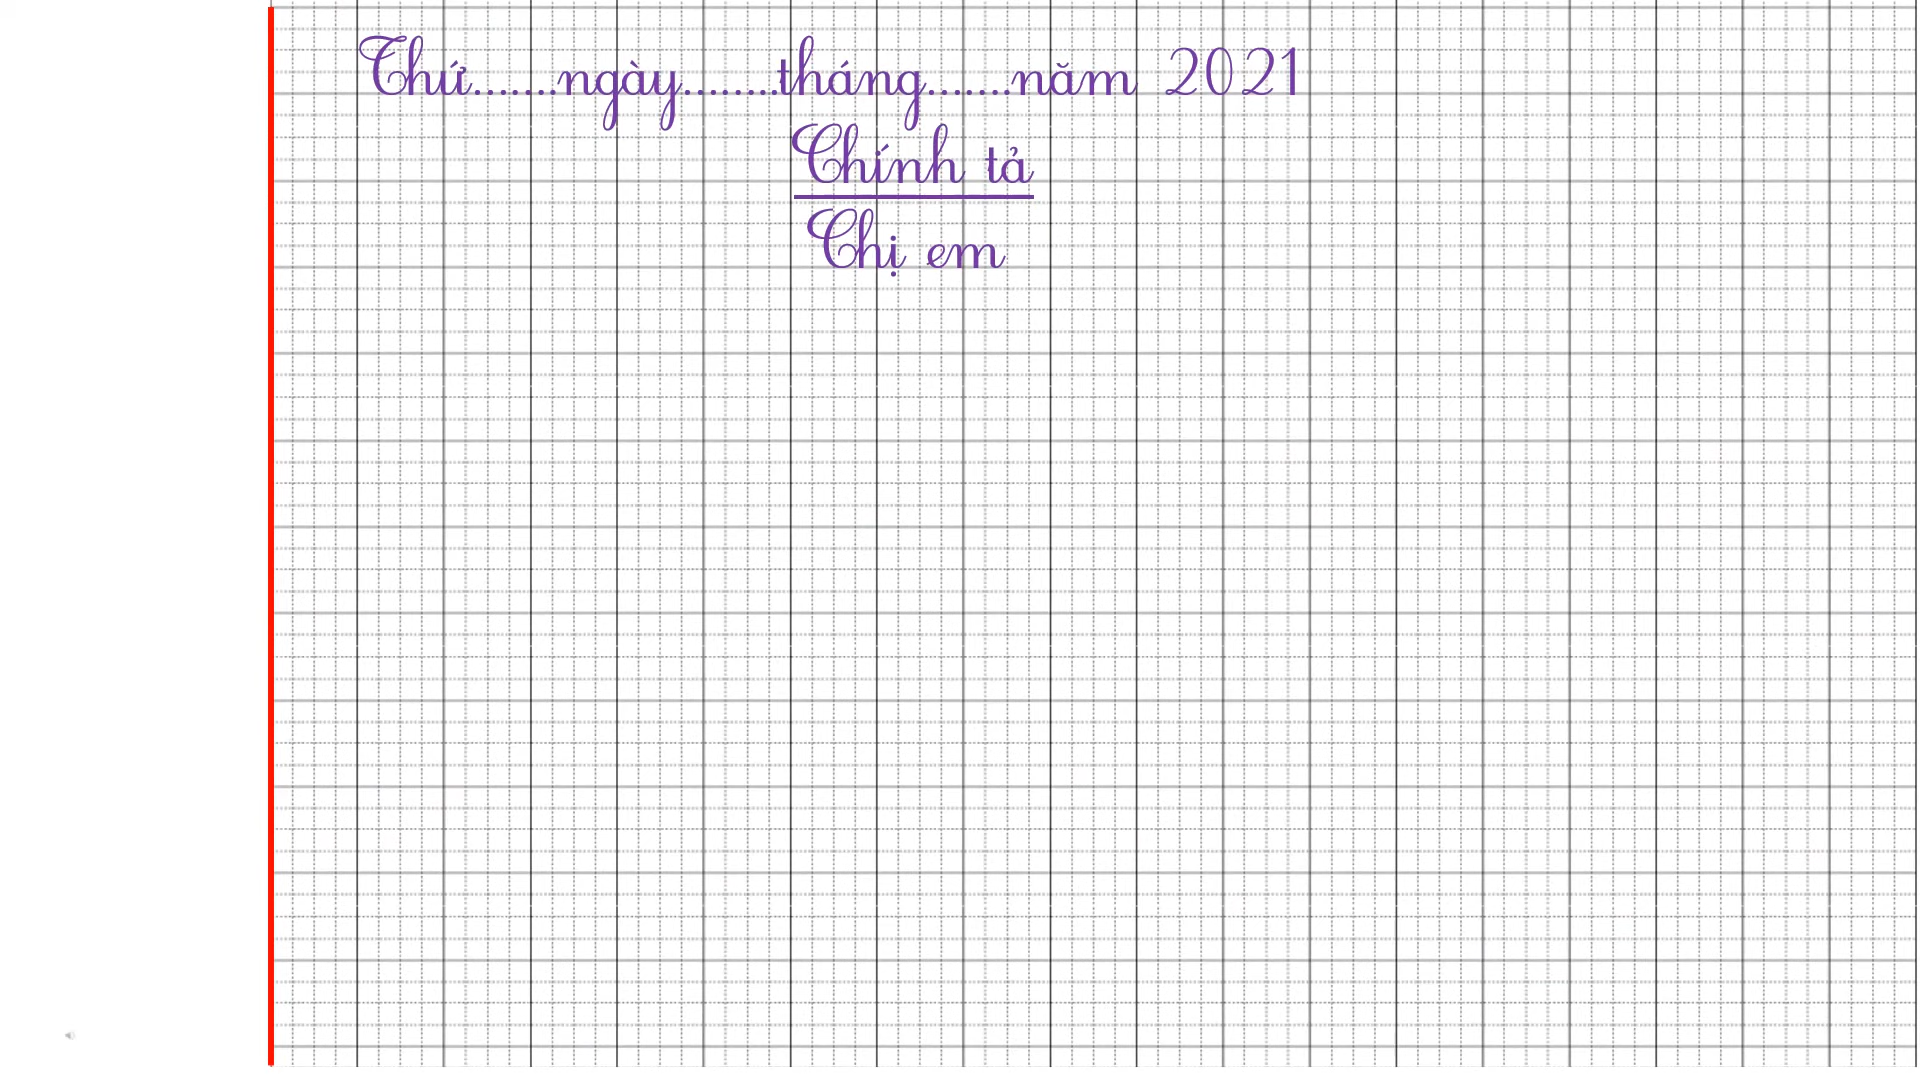 Thứ.......ngày........tháng.......năm 2021
Chính tả
Chị em